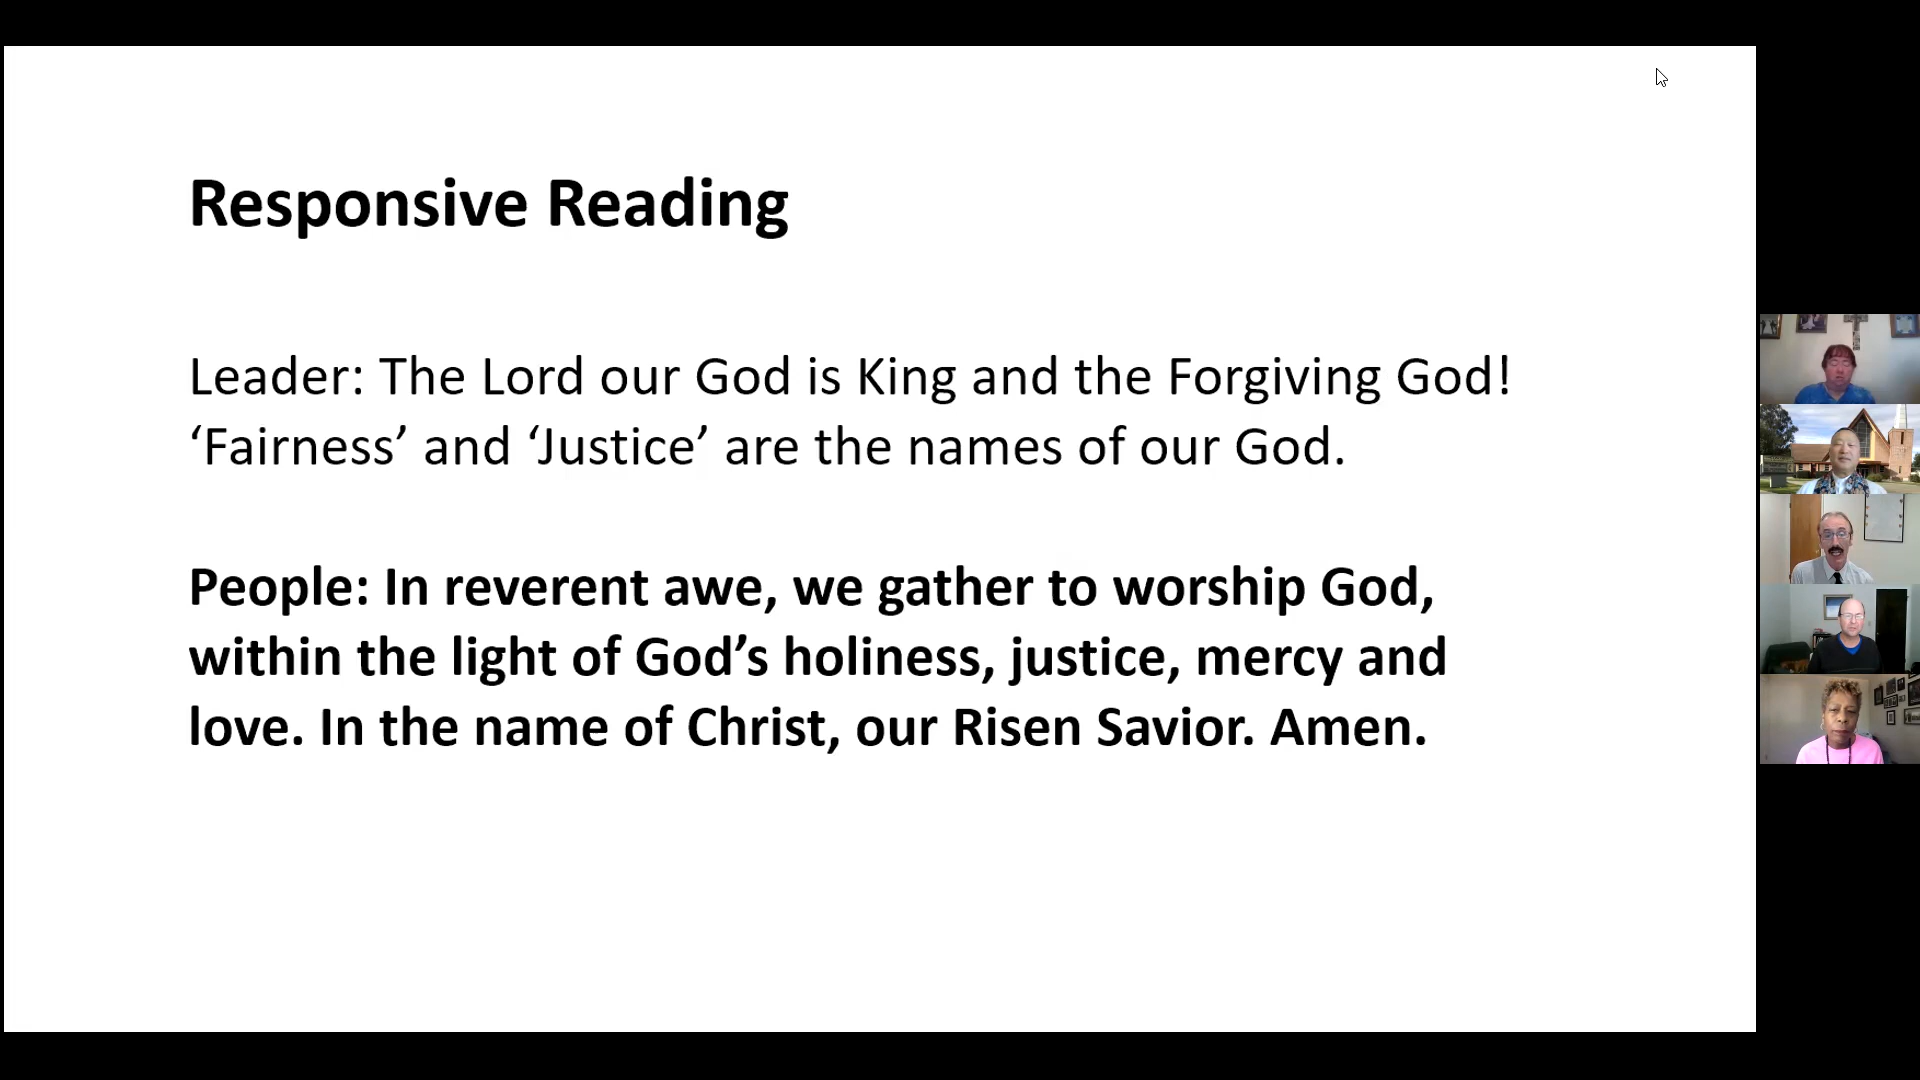 Responsive Reading
Leader: The Lord our God is King and the Forgiving God!
‘Fairness’ and ‘Justice’ are the names of our God.
People: In reverent awe, we gather to worship God,
within the light of God’s holiness, justice, mercy and
love. In the name of Christ, our Risen Savior. Amen.